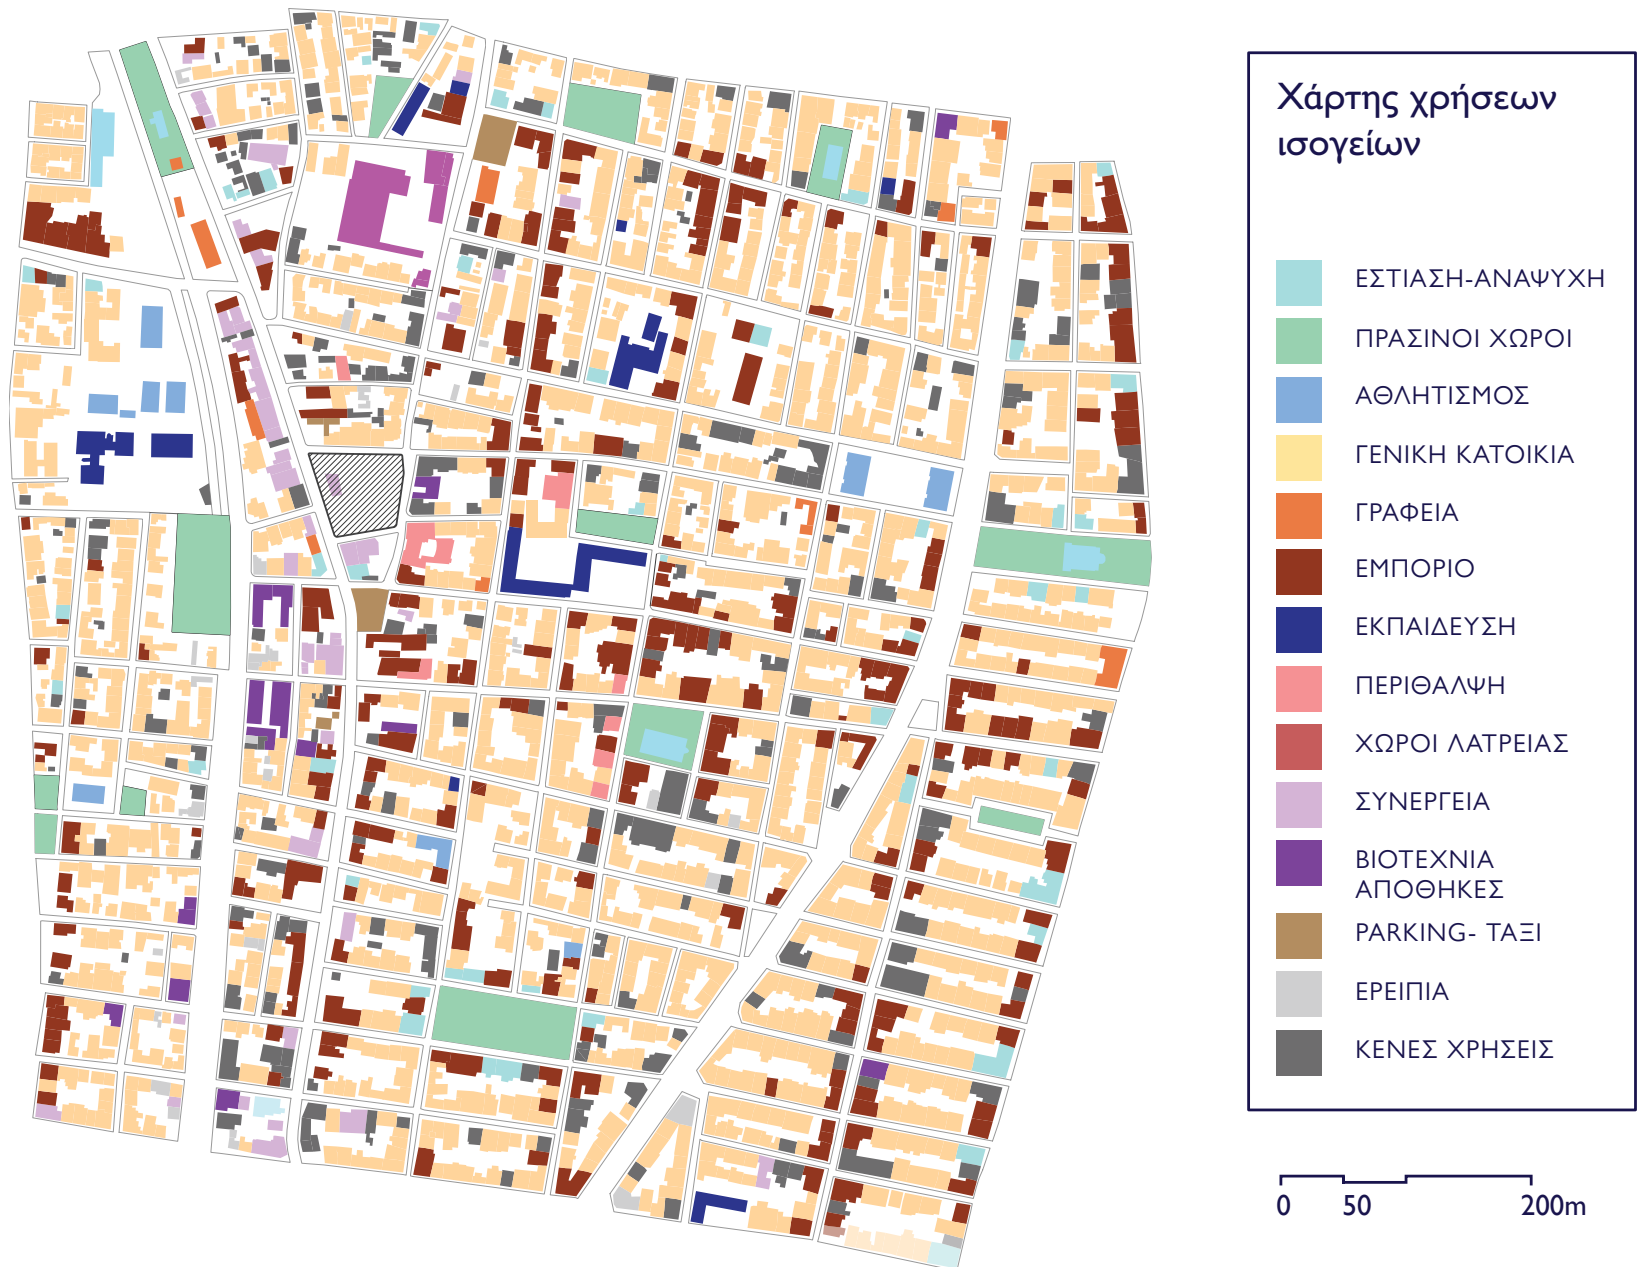 Χάρτης χρήσεων
ισογείων
ΕΣΤΙΑΣΗ-ΑΝΑΨΥΧΗ
ΠΡΑΣΙΝΟΙ ΧΩΡΟΙ
ΑΘΛΗΤΙΣΜΟΣ
ΓΕΝΙΚΗ ΚΑΤΟΙΚΙΑ
ΓΡΑΦΕΙΑ
ΕΜΠΟΡΙΟ
ΕΚΠΑΙΔΕΥΣΗ
ΠΕΡΙΘΑΛΨΗ
ΧΩΡΟΙ ΛΑΤΡΕΙΑΣ
ΣΥΝΕΡΓΕΙΑ
ΒΙΟΤΕΧΝΙΑ
ΑΠΟΘΗΚΕΣ
PARKING- ΤΑΞΙ
ΕΡΕΙΠΙΑ
ΚΕΝΕΣ ΧΡΗΣΕΙΣ
0 50 200m